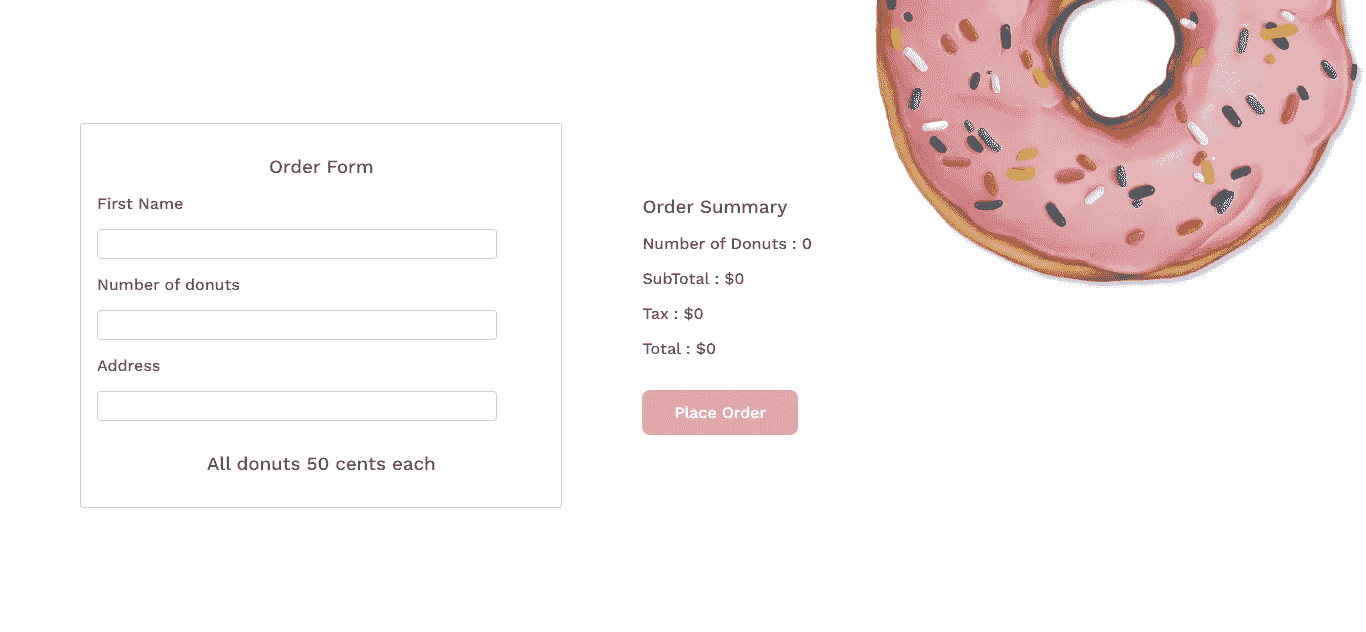 Order Form
First Name
Number of donuts
Address
All donuts 50 cents each
Order Summary
Number of Donuts : 0
SubTotal : $0
Tax : $0
Total : $0
Place Order